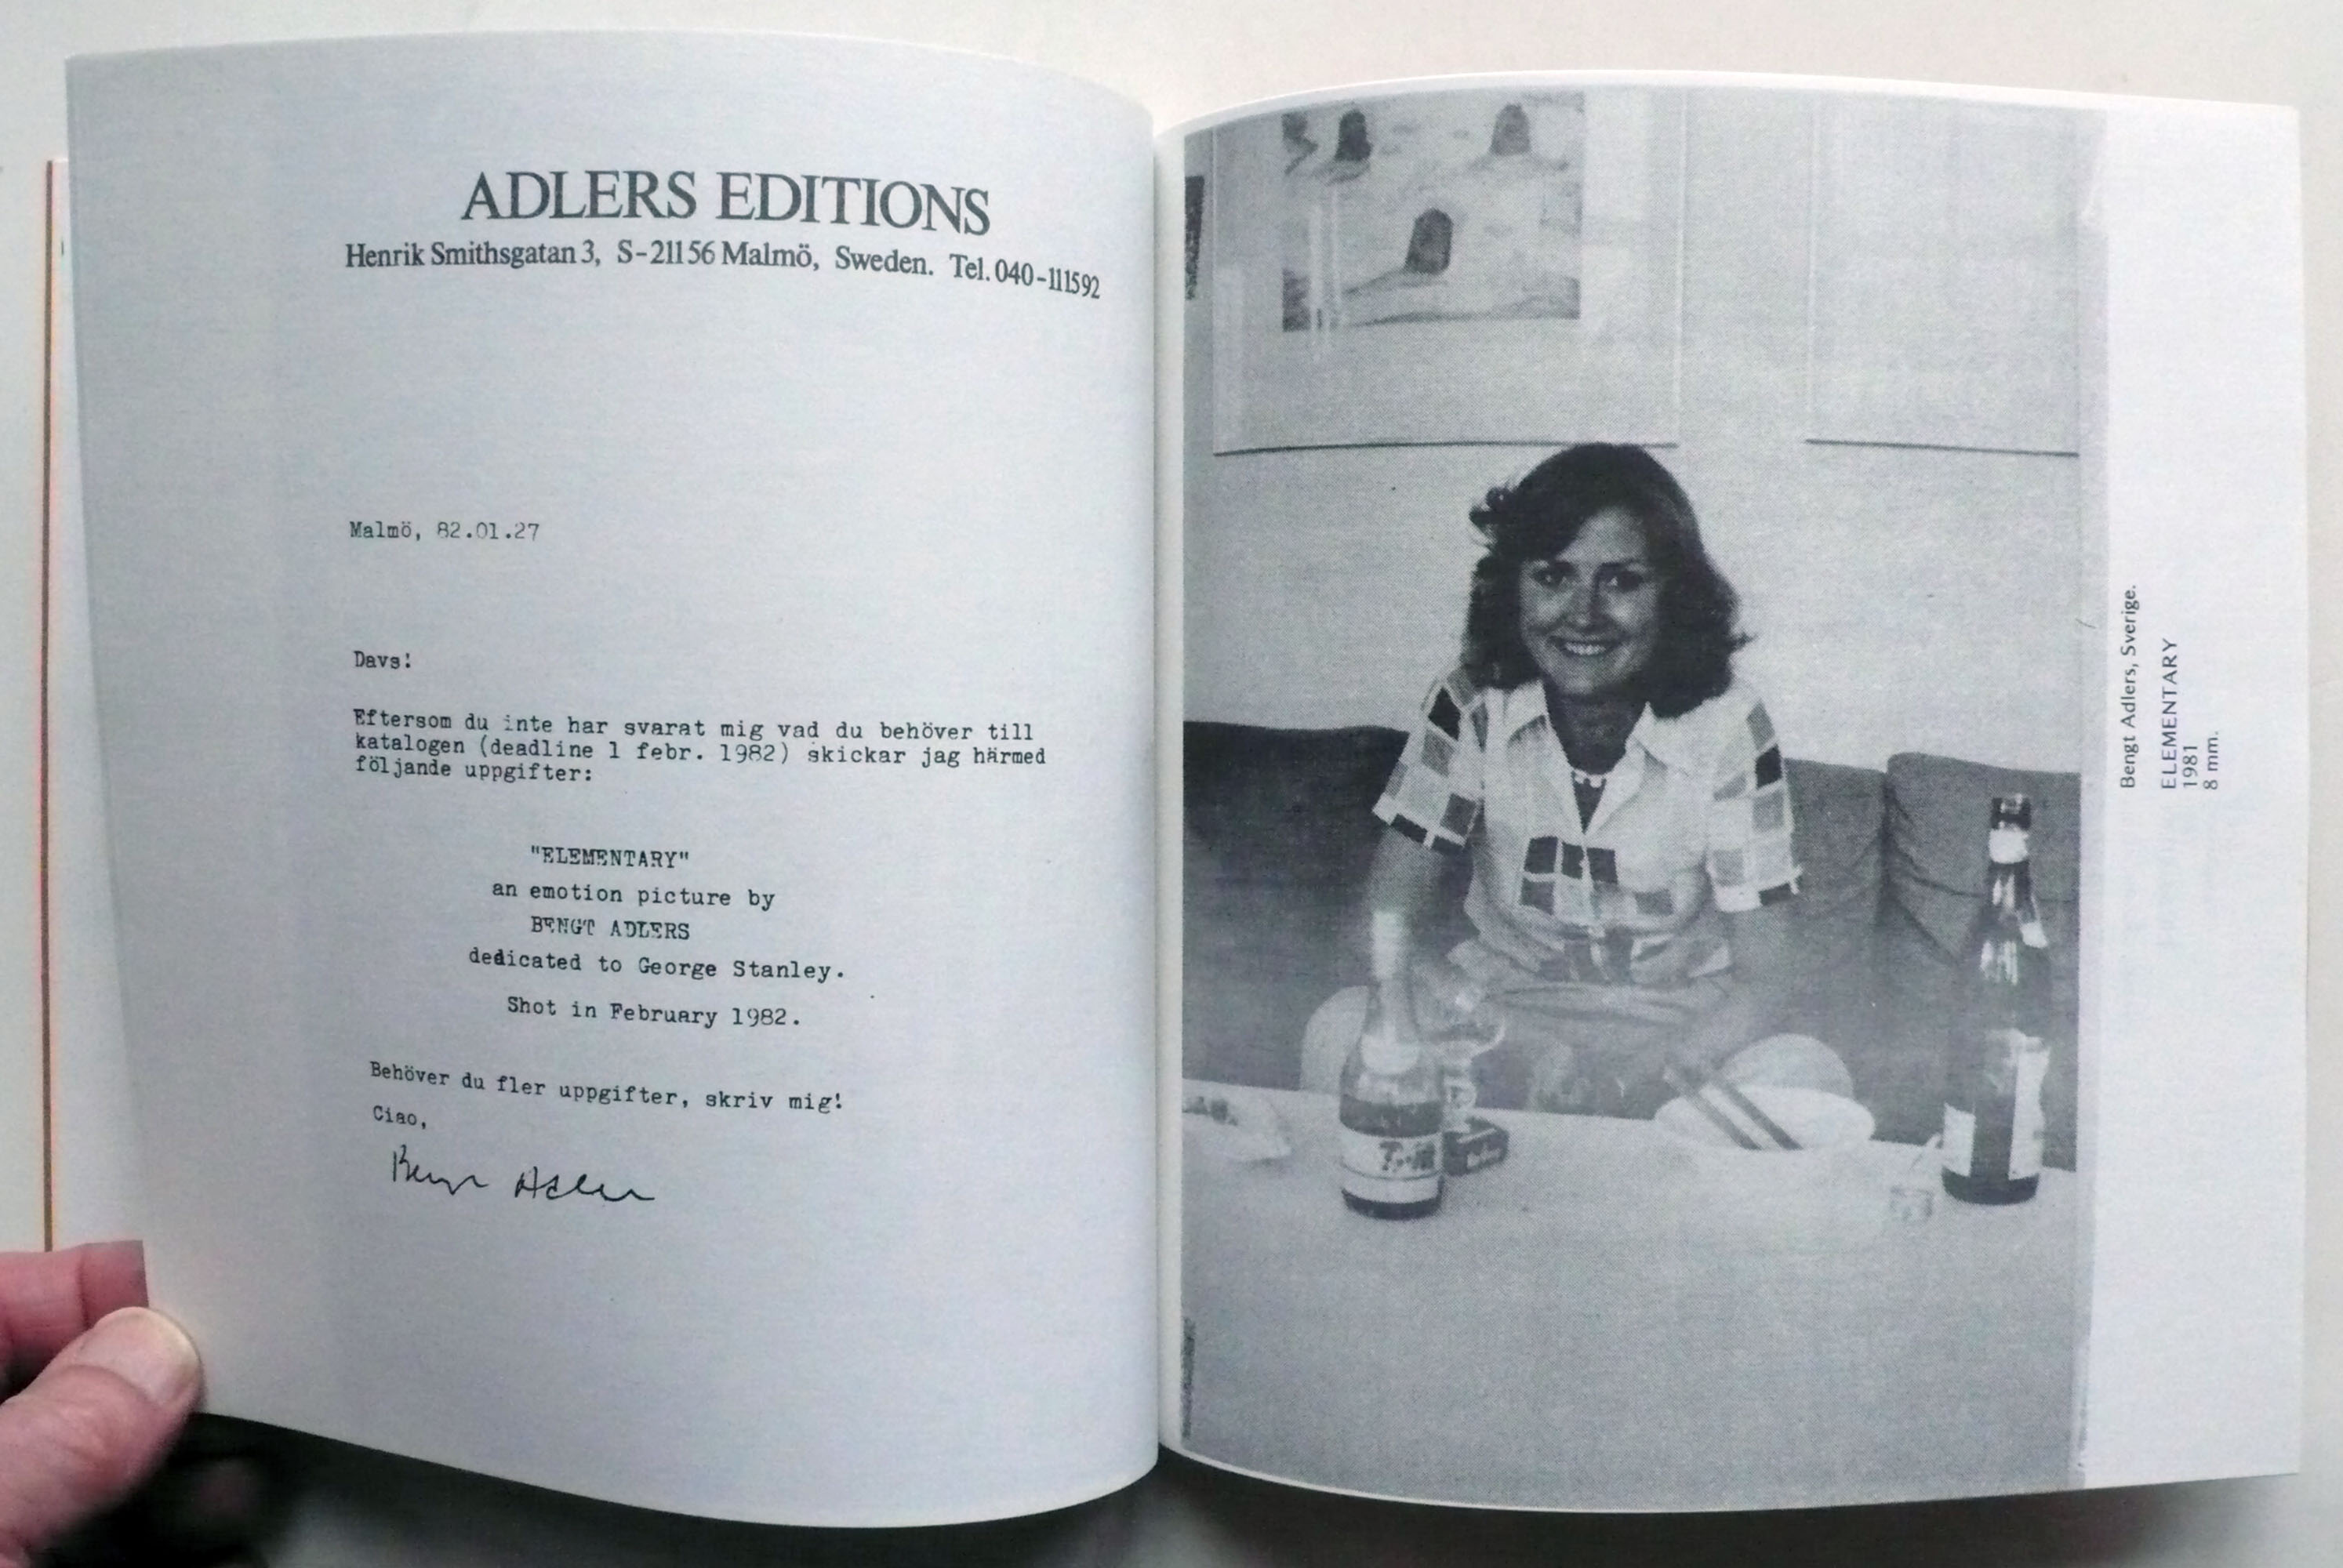 ADLERS EDITIONS
Henrik Smithsgatan 3, S-21156 Malmö, Sweden. Tel. 040-111592
Malmö, 82.01.27
Davs!
Eftersom du inte har svarat mig vad du behöver till
katalogen (deadline 1 febr. 1982) skickar jag härmed
följande uppgifter:
"ELEMENTARY"
an emotion picture by
BENGT ADLERS
dedicated to George Stanley.
Shot in February 1982.
Behöver du fler uppgifter, skriv mig!
Ciao,
Bengt Adlers
Bengt Adlers, Sverige.
ELEMENTARY
1981
8 mm.